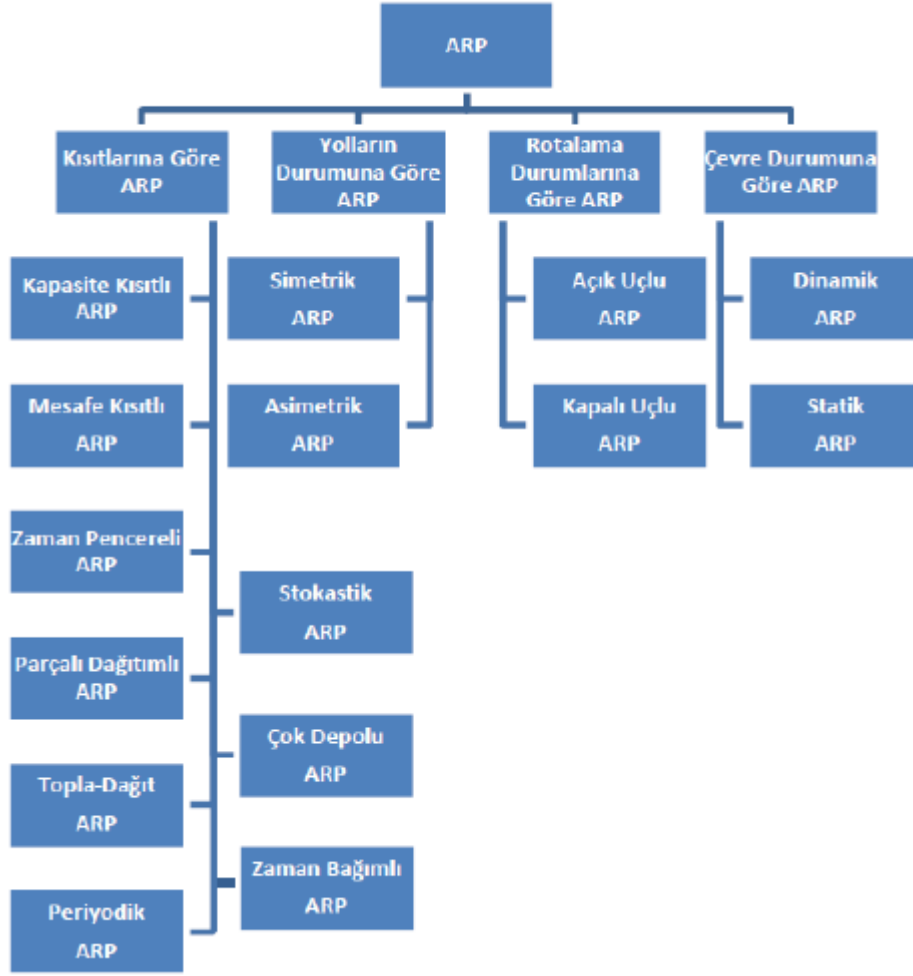 ARP
Kısıtlarına Göre
ARP
Yolların
Durumuna Göre
ARP
Rotalama
Durumlarına
Göre ARP
Çevre Durumuna
Göre ARP
Kapasite Kısıtlı
ARP
Mesafe Kısıtlı
ARP
Zaman Pencereli
ARP
Parçalı Dağıtımlı
ARP
Topla-Dağıt
ARP
Periyodik
ARP
Stokastik
ARP
Çok Depolu
ARP
Zaman Bağımlı
ARP
Simetrik
ARP
Asimetrik
ARP
Açık Uçlu
ARP
Kapalı Uçlu
ARP
Dinamik
ARP
Statik
ARP